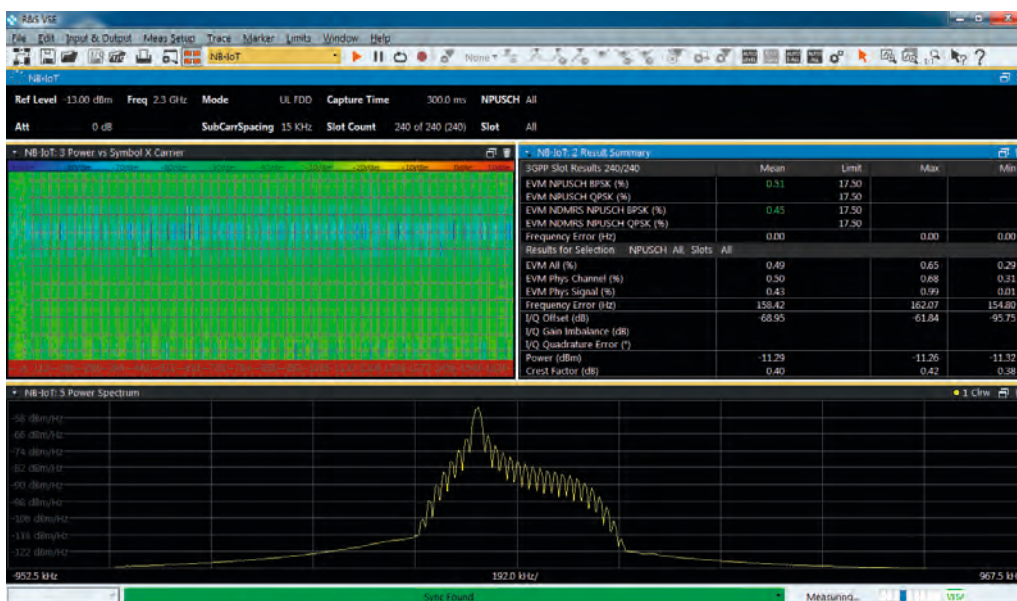 R&S VSE
File Edit Input & Output Meas Setup Trace Marker Limits Window Help
NB-IoT None
NB-IoT
Ref Level -13.00 dBm Freq 2.3 GHz Mode UL FDD Capture Time 300.0 ms NPUSCH All
Att 0 dB SubCarrSpacing 15 KHz Slot Count 240 of 240 (240) Slot All
NB-IoT: 3 Power vs Symbol X Carrier
NB-IoT: 2 Result Summary
3GPP Slot Results 240/240 Mean Limit Max Min
EVM NPUSCH BPSK (%) 0.51 17.50
EVM NPUSCH QPSK (%) 17.50
EVM NDMRS NPUSCH BPSK (%) 0.45 17.50
EVM NDMRS NPUSCH QPSK (%) 17.50
Frequency Error (Hz) 0.00 0.00 0.00
Results for Selection NPUSCH All, Slots All
EVM All (%) 0.49 0.65 0.29
EVM Phys Channel (%) 0.50 0.68 0.31
EVM Phys Signal (%) 0.43 0.99 0.01
Frequency Error (Hz) 158.42 162.07 154.80
I/Q Offset (dB) -68.95 -61.84 -95.75
I/Q Gain Imbalance (dB)
I/Q Quadrature Error (°)
Power (dBm) -11.29 -11.26 -11.32
Crest Factor (dB) 0.40 0.42 0.38
NB-IoT: 5 Power Spectrum 1 Clrw
-58 dBm/Hz
-66 dBm/Hz
-74 dBm/Hz
-82 dBm/Hz
-90 dBm/Hz
-98 dBm/Hz
-106 dBm/Hz
-114 dBm/Hz
-122 dBm/Hz
-952.5 kHz 192.0 kHz/ 967.5 kH
Sync Found Measuring...